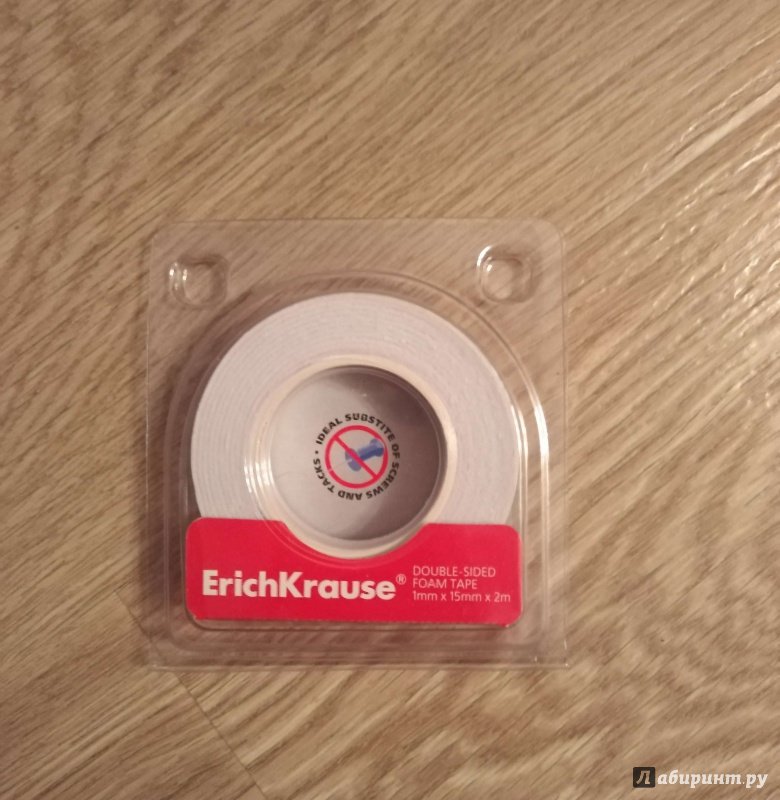 IDEAL SUBSTITE OF SCREWS AND TACKS •
ErichKrause®
DOUBLE-SIDED
FOAM TAPE
1mm x 15mm x 2m
Лабиринт.ру